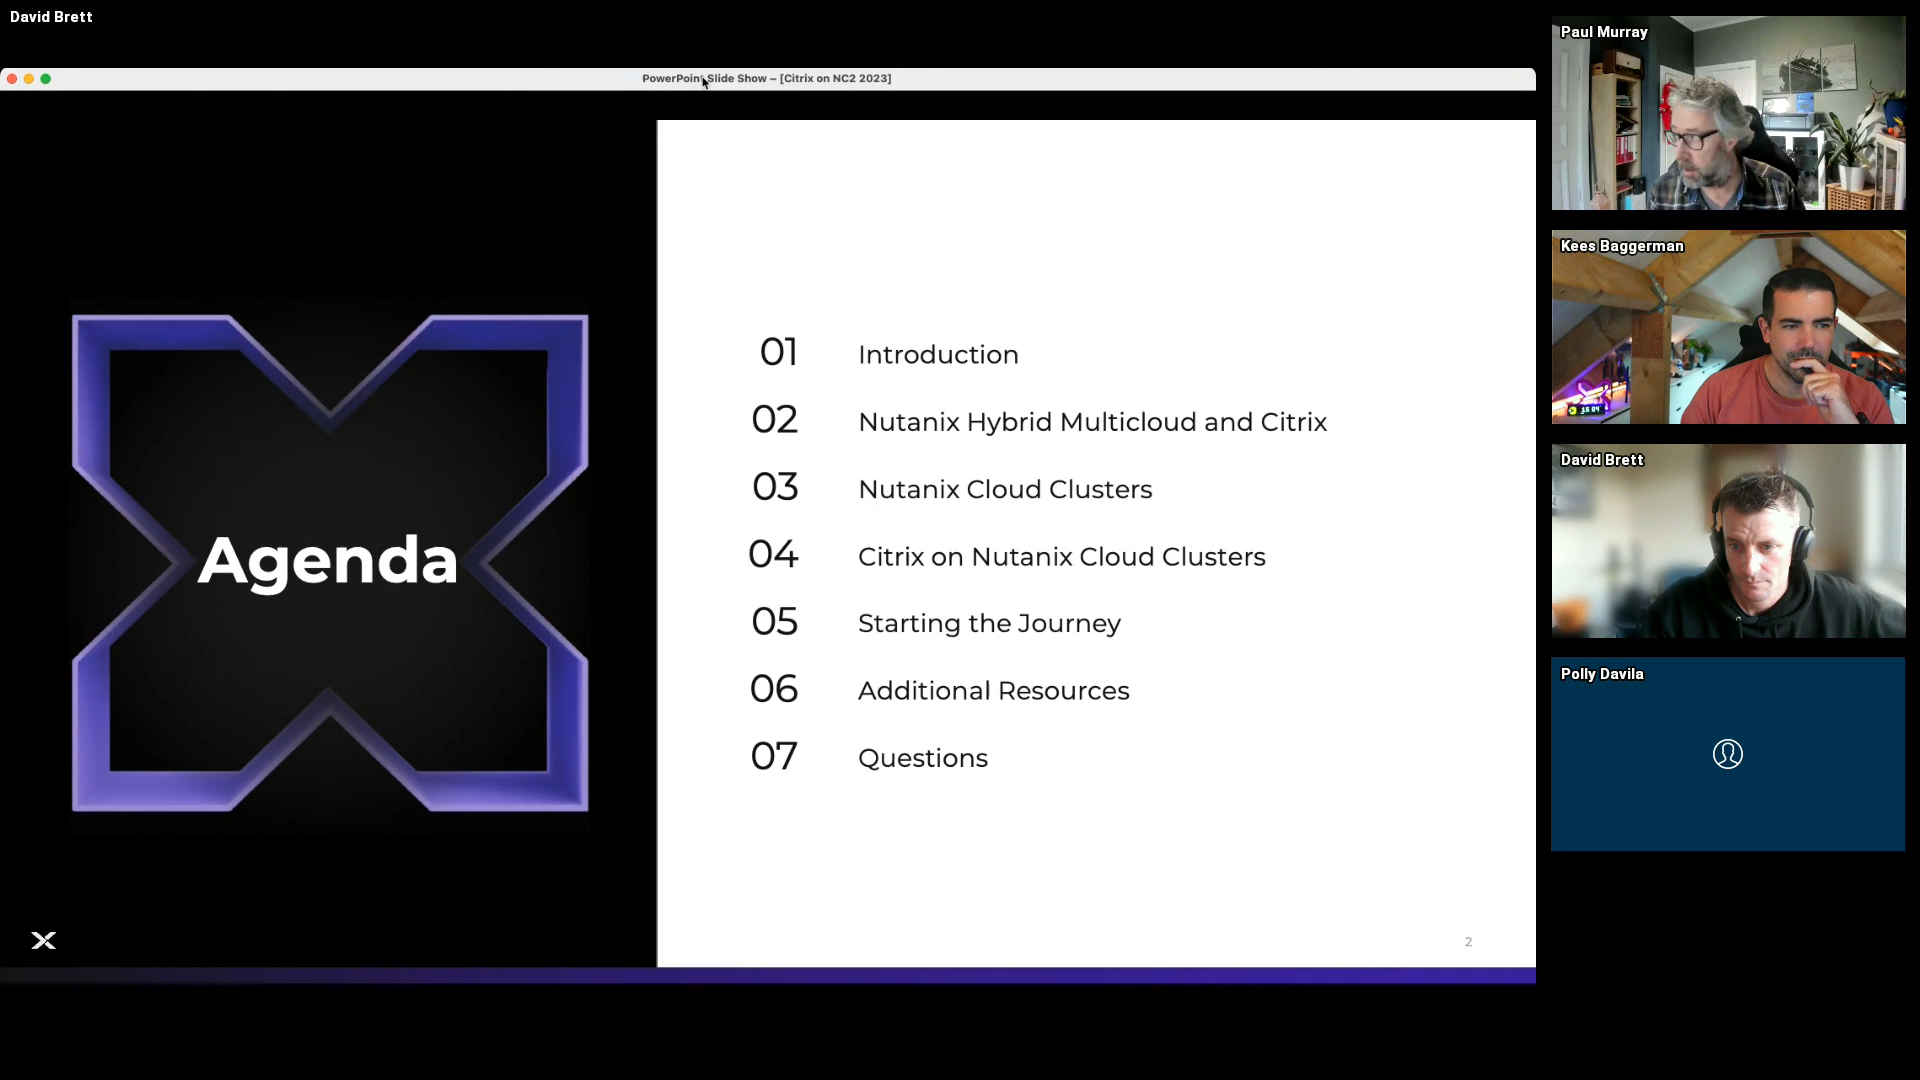 David Brett
PowerPoint Slide Show – [Citrix on NC2 2023]
Agenda
01 Introduction
02 Nutanix Hybrid Multicloud and Citrix
03 Nutanix Cloud Clusters
04 Citrix on Nutanix Cloud Clusters
05 Starting the Journey
06 Additional Resources
07 Questions
2
Paul Murray
Kees Baggerman
David Brett
Polly Davila